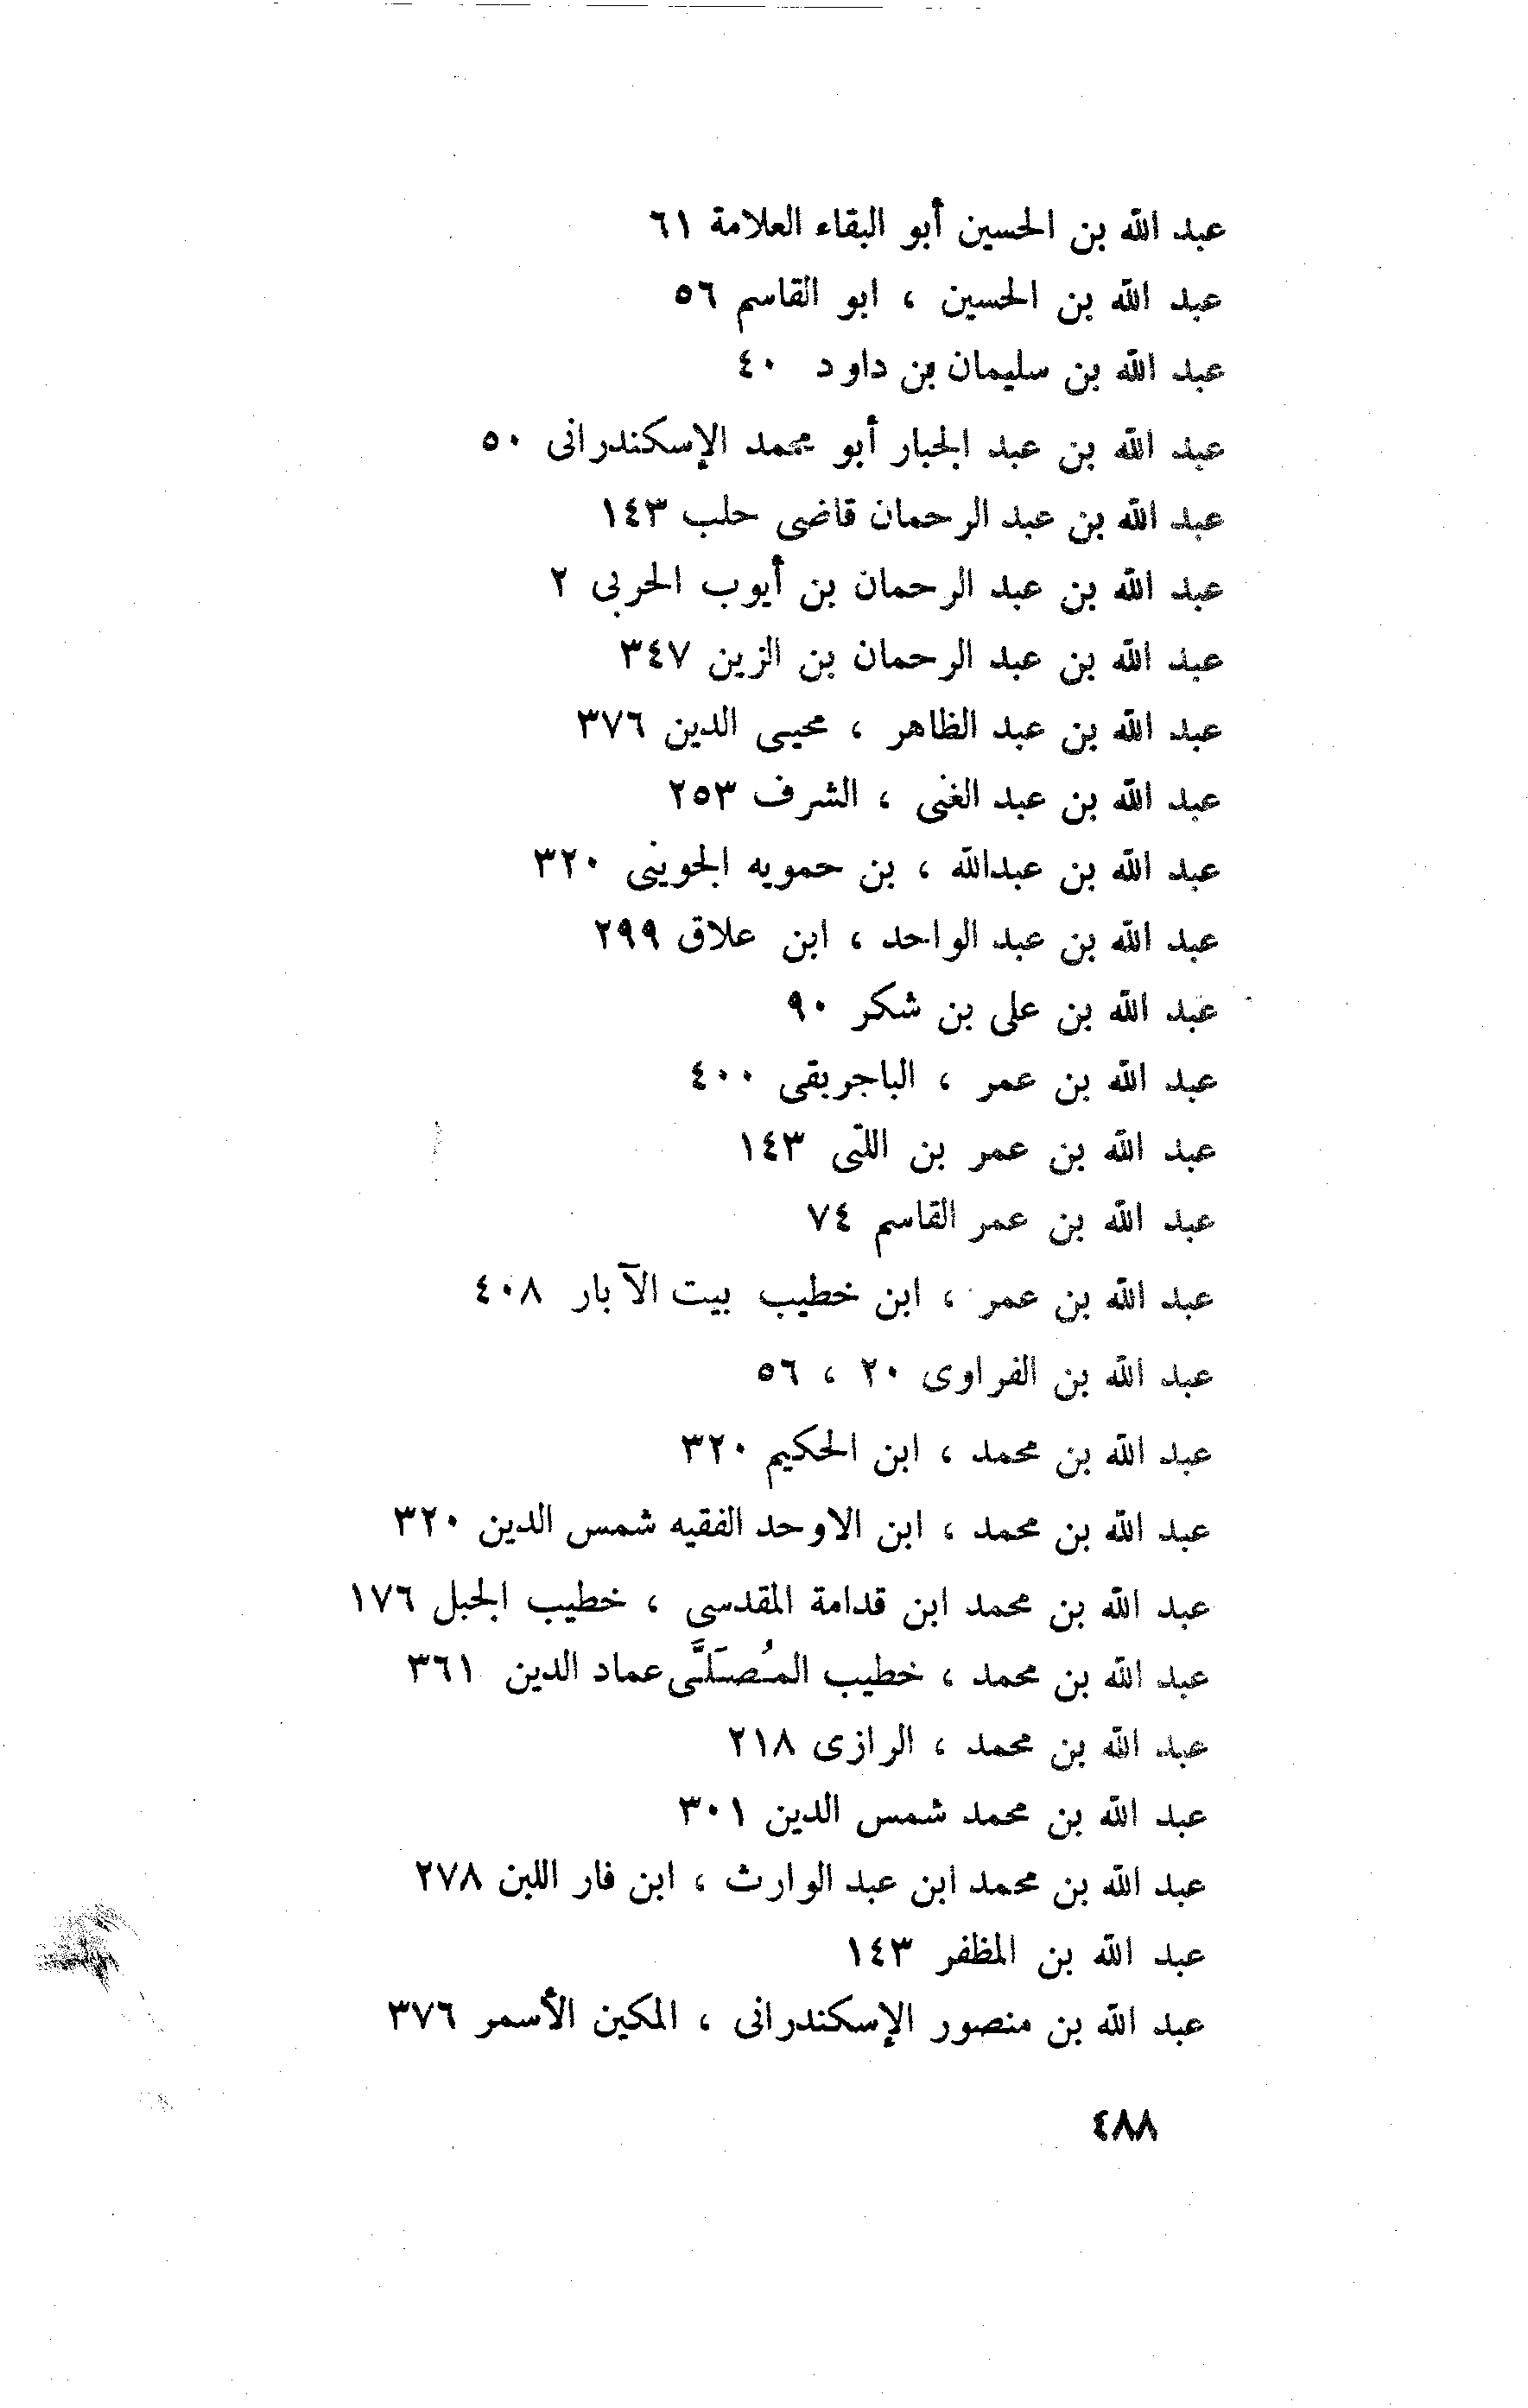 عبد الله بن الحسين أبو البقاء العلامة ٦١
عبد الله بن الحسين ، ابو القاسم ٥٦
عبد الله بن سليمان بن داود ٤٠
عبد الله بن عبد الجبار أبو محمد الإسكندرانى ٥٠
عبد الله بن عبد الرحمان قاضى حلب ١٤٣
عبد الله بن عبد الرحمان بن أيوب الحربى ٢
عبد الله بن عبد الرحمان بن الزين ٣٤٧
عبد الله بن عبد الظاهر ، محيى الدين ٣٧٦
عبد الله بن عبد الغنى ، الشرف ٢٥٣
عبد الله بن عبدالله ، بن حمويه الجوينى ٣٢٠
عبد الله بن عبد الواحد ، ابن علاق ٢٩٩
عبد الله بن على بن شكر ٩٠
عبد الله بن عمر ، الباجربقى ٤٠٠
عبد الله بن عمر بن اللتى ١٤٣
عبد الله بن عمر القاسم ٧٤
عبد الله بن عمر ، ابن خطيب بيت الآبار ٤٠٨
عبد الله بن الفراوى ٢٠ ، ٥٦
عبد الله بن محمد ، ابن الحكيم ٣٢٠
عبد الله بن محمد ، ابن الاوحد الفقيه شمس الدين ٣٢٠
عبد الله بن محمد ابن قدامة المقدسى ، خطيب الجبل ١٧٦
عبد الله بن محمد ، خطيب المُصَلَّى عماد الدين ٣٦١
عبد الله بن محمد ، الرازى ٢١٨
عبد الله بن محمد شمس الدين ٣٠١
عبد الله بن محمد ابن عبد الوارث ، ابن فار اللبن ٢٧٨
عبد الله بن المظفر ١٤٣
عبد الله بن منصور الإسكندرانى ، المكين الأسمر ٣٧٦
٤٨٨